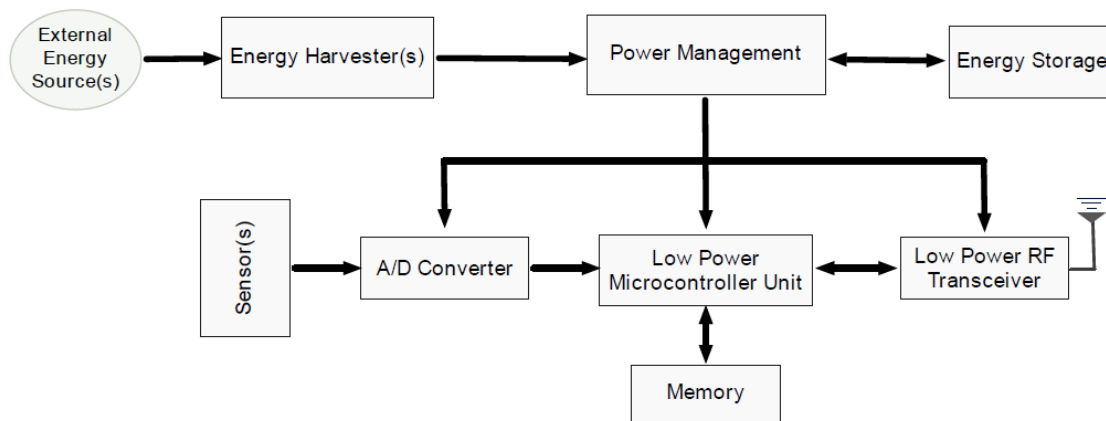 External
Energy
Source(s)
Energy Harvester(s)
Power Management
Energy Storage
Sensor(s)
A/D Converter
Low Power
Microcontroller Unit
Low Power RF
Transceiver
Memory